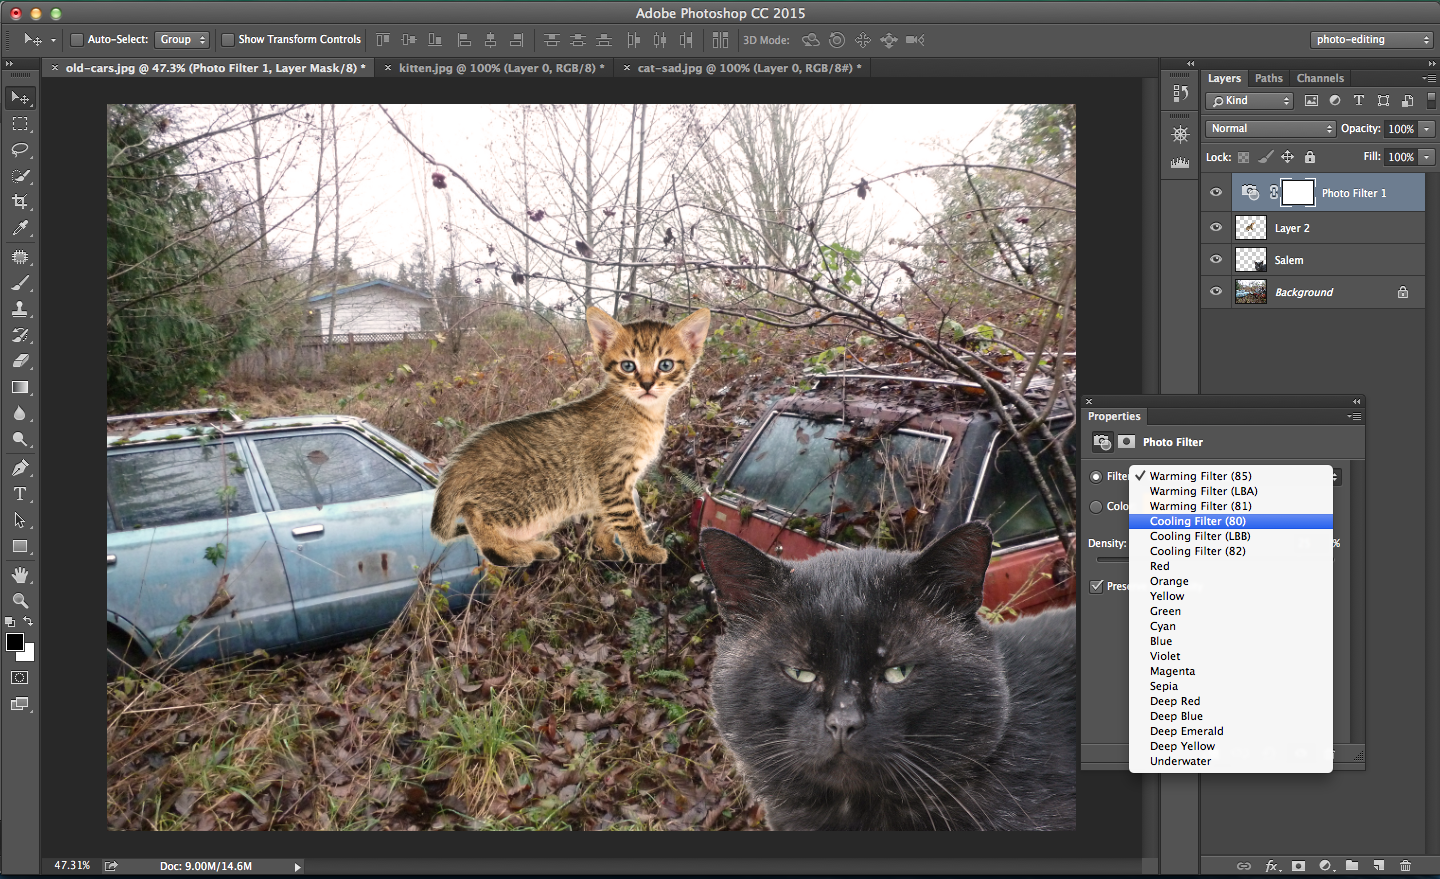 Adobe Photoshop CC 2015
Auto-Select: Group Show Transform Controls 3D Mode: photo-editing
old-cars.jpg @ 47.3% (Photo Filter 1, Layer Mask/8) * kitten.jpg @ 100% (Layer 0, RGB/8) * cat-sad.jpg @ 100% (Layer 0, RGB/8#) *
Layers Paths Channels
Kind
Normal Opacity: 100%
Lock: Fill: 100%
Photo Filter 1
Layer 2
Salem
Background
Properties
Photo Filter
Filter
Warming Filter (85)
Warming Filter (LBA)
Warming Filter (81)
Cooling Filter (80)
Cooling Filter (LBB)
Cooling Filter (82)
Red
Orange
Yellow
Green
Cyan
Blue
Violet
Magenta
Sepia
Deep Red
Deep Blue
Deep Emerald
Deep Yellow
Underwater
Colo
Density: %
Prese
47.31% Doc: 9.00M/14.6M